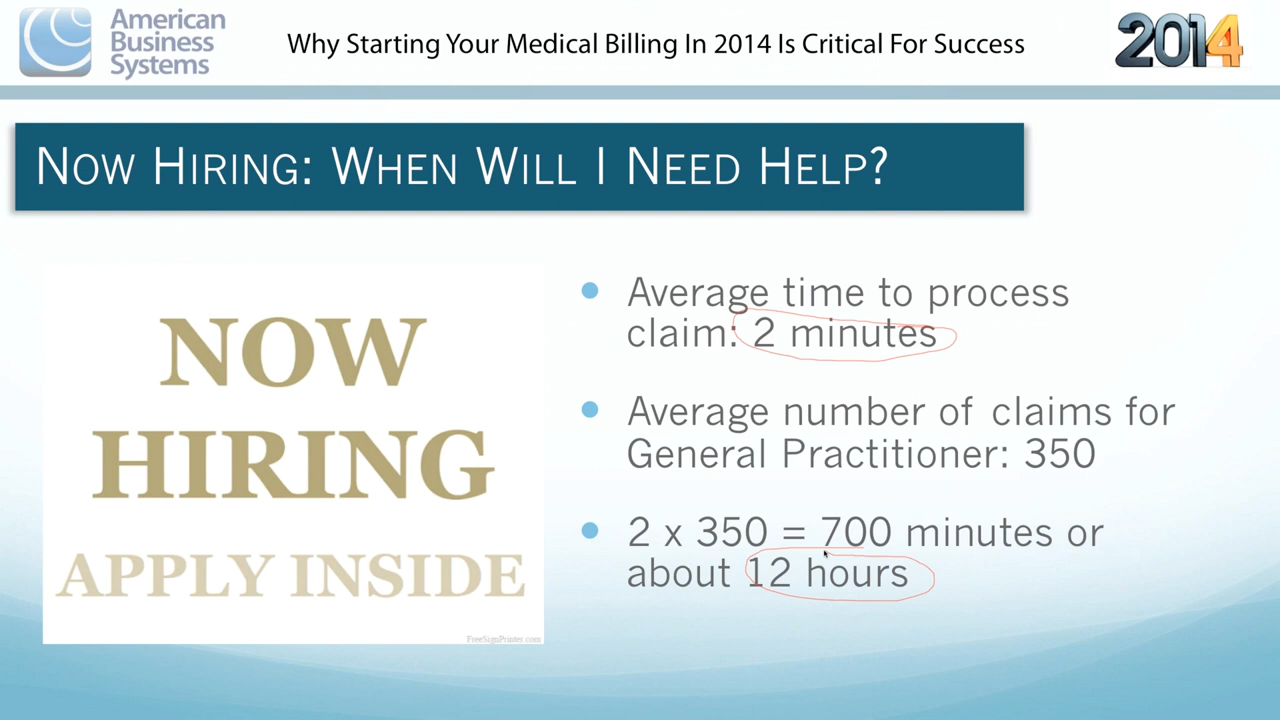 American
Business
Systems
Why Starting Your Medical Billing In 2014 Is Critical For Success
2014
NOW HIRING: WHEN WILL I NEED HELP?
NOW
HIRING
APPLY INSIDE
FreeSignPrinter.com
Average time to process
claim: 2 minutes
Average number of claims for
General Practitioner: 350
2 x 350 = 700 minutes or
about 12 hours